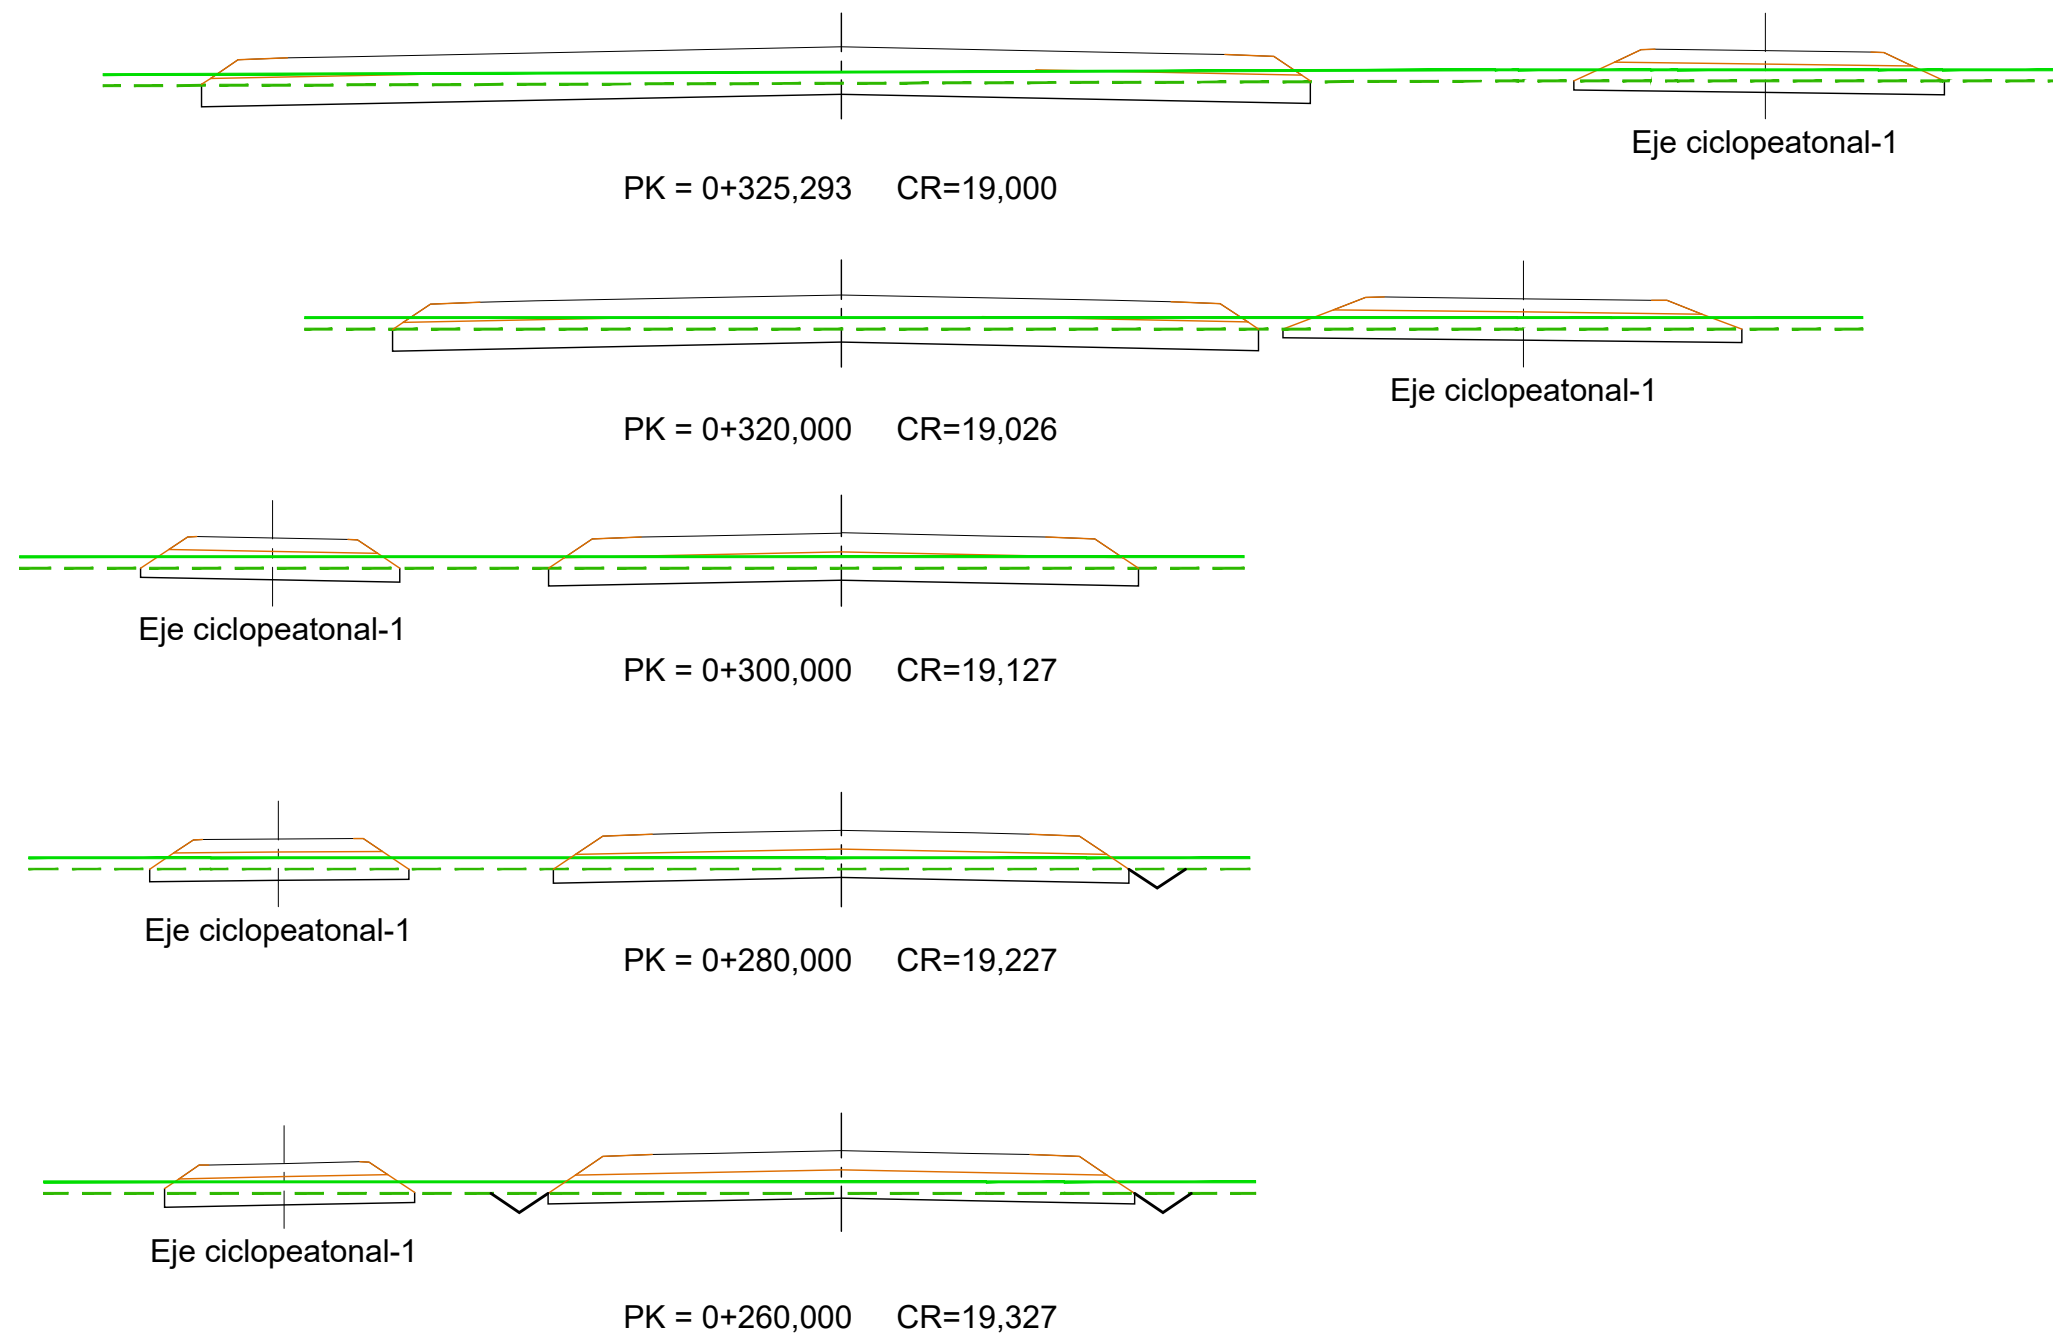 Eje ciclopeatonal-1
PK = 0+325,293 CR=19,000
Eje ciclopeatonal-1
PK = 0+320,000 CR=19,026
Eje ciclopeatonal-1
PK = 0+300,000 CR=19,127
Eje ciclopeatonal-1
PK = 0+280,000 CR=19,227
Eje ciclopeatonal-1
PK = 0+260,000 CR=19,327